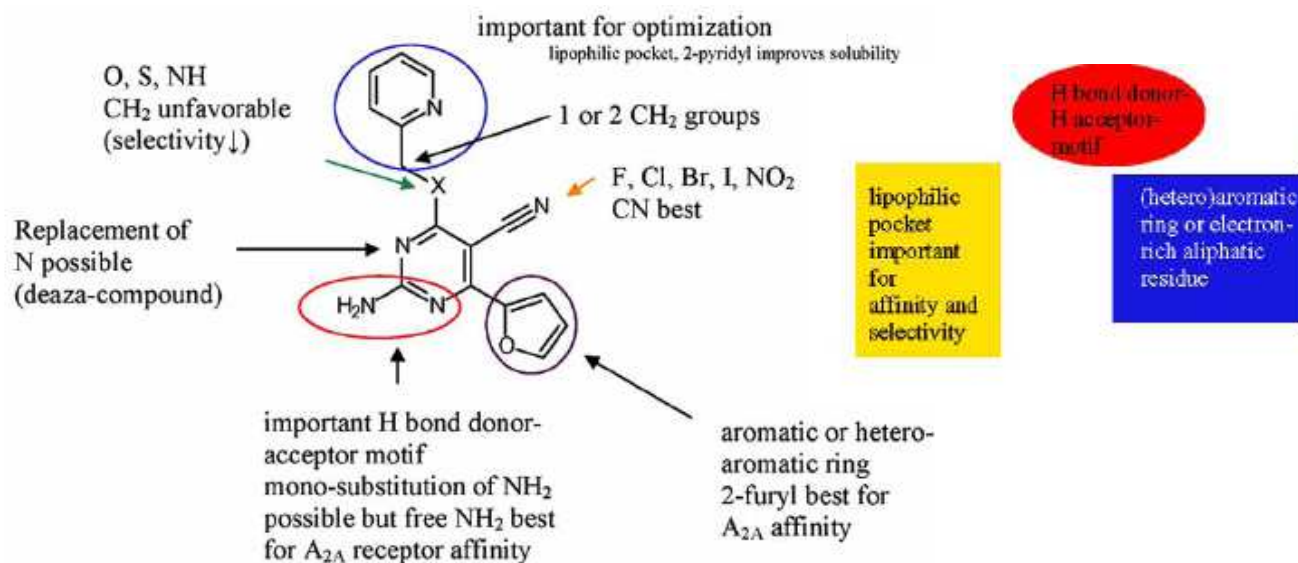 important for optimization
lipophilic pocket, 2-pyridyl improves solubility
O, S, NH
CH₂ unfavorable
(selectivity↓)
N
1 or 2 CH₂ groups
X
F, Cl, Br, I, NO₂
CN best
N
Replacement of
N possible
(deaza-compound)
N
H₂N
N
O
important H bond donor-
acceptor motif
mono-substitution of NH₂
possible but free NH₂ best
for A₂A receptor affinity
aromatic or hetero-
aromatic ring
2-furyl best for
A₂A affinity
H bond donor-
H acceptor-
motif
lipophilic
pocket
important
for
affinity and
selectivity
(hetero)aromatic
ring or electron-
rich aliphatic
residue